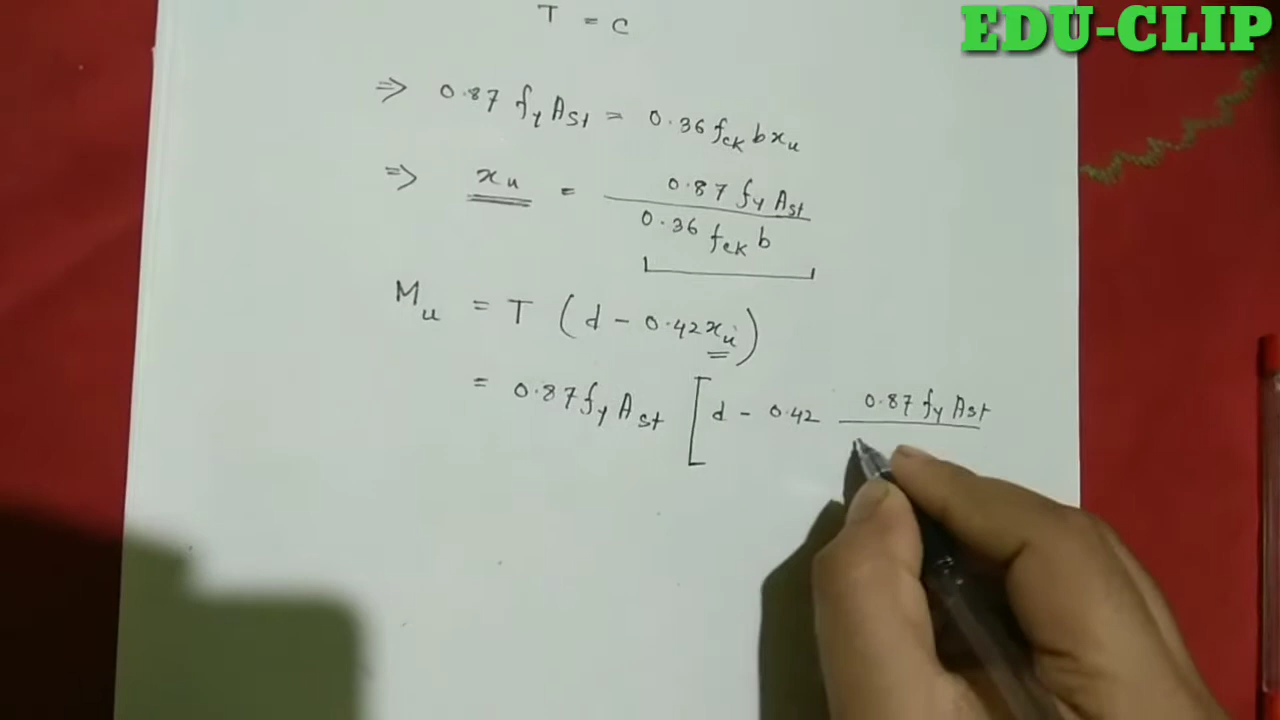 EDU-CLIP
T = C
⇒ 0.87 fy Ast = 0.36 fck b xu
⇒ xu = 0.87 fy Ast / 0.36 fck b
Mu = T (d - 0.42 xu)
= 0.87 fy Ast [ d - 0.42 0.87 fy Ast